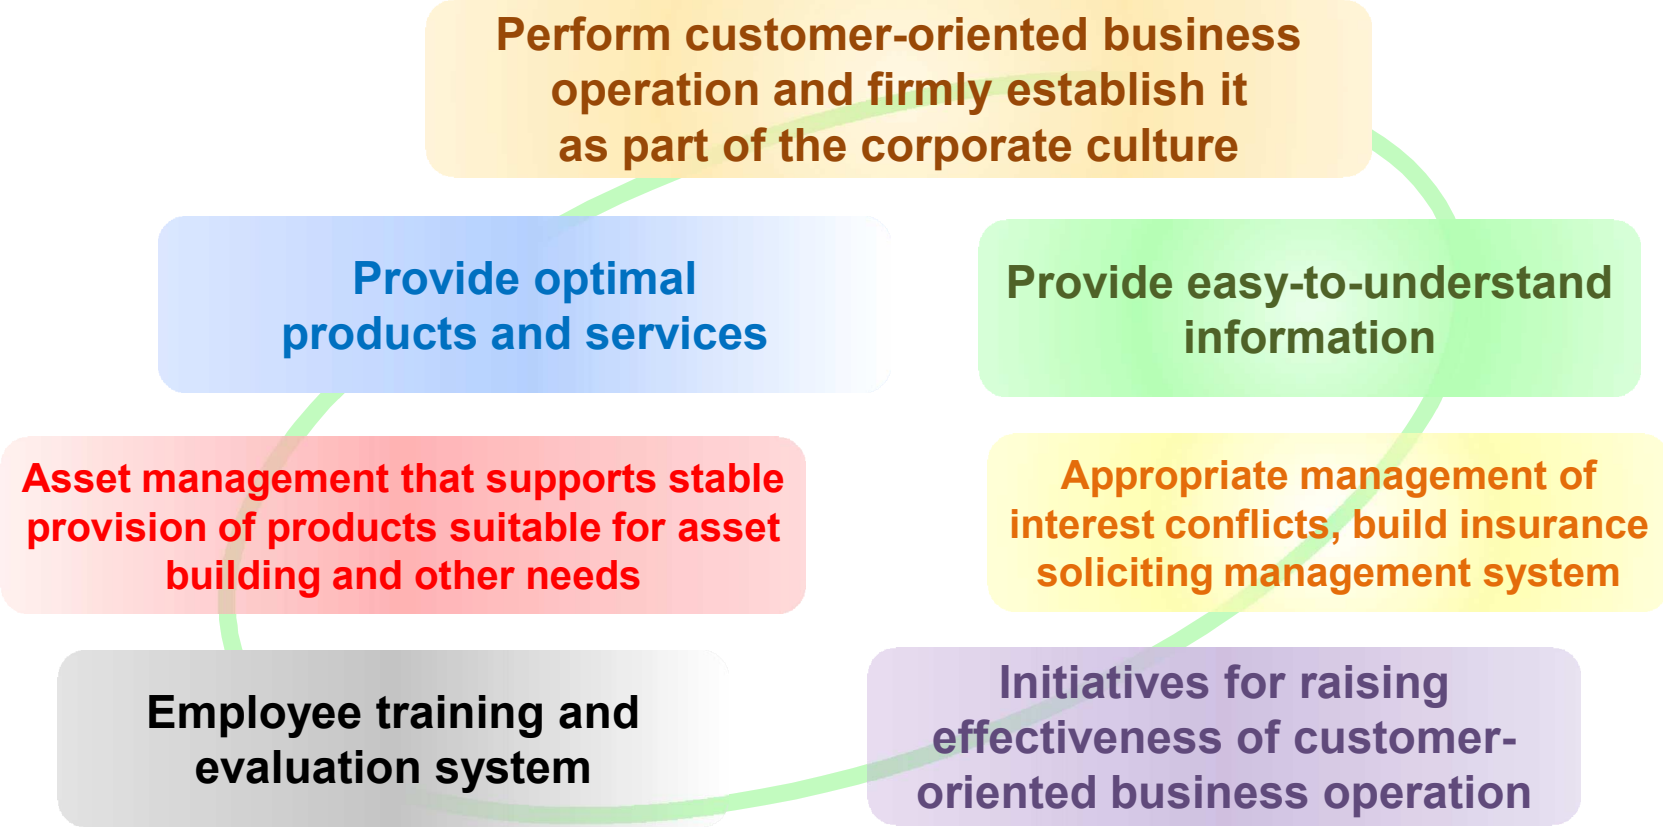 Perform customer-oriented business
operation and firmly establish it
as part of the corporate culture
Provide optimal
products and services
Provide easy-to-understand
information
Asset management that supports stable
provision of products suitable for asset
building and other needs
Appropriate management of
interest conflicts, build insurance
soliciting management system
Employee training and
evaluation system
Initiatives for raising
effectiveness of customer-
oriented business operation